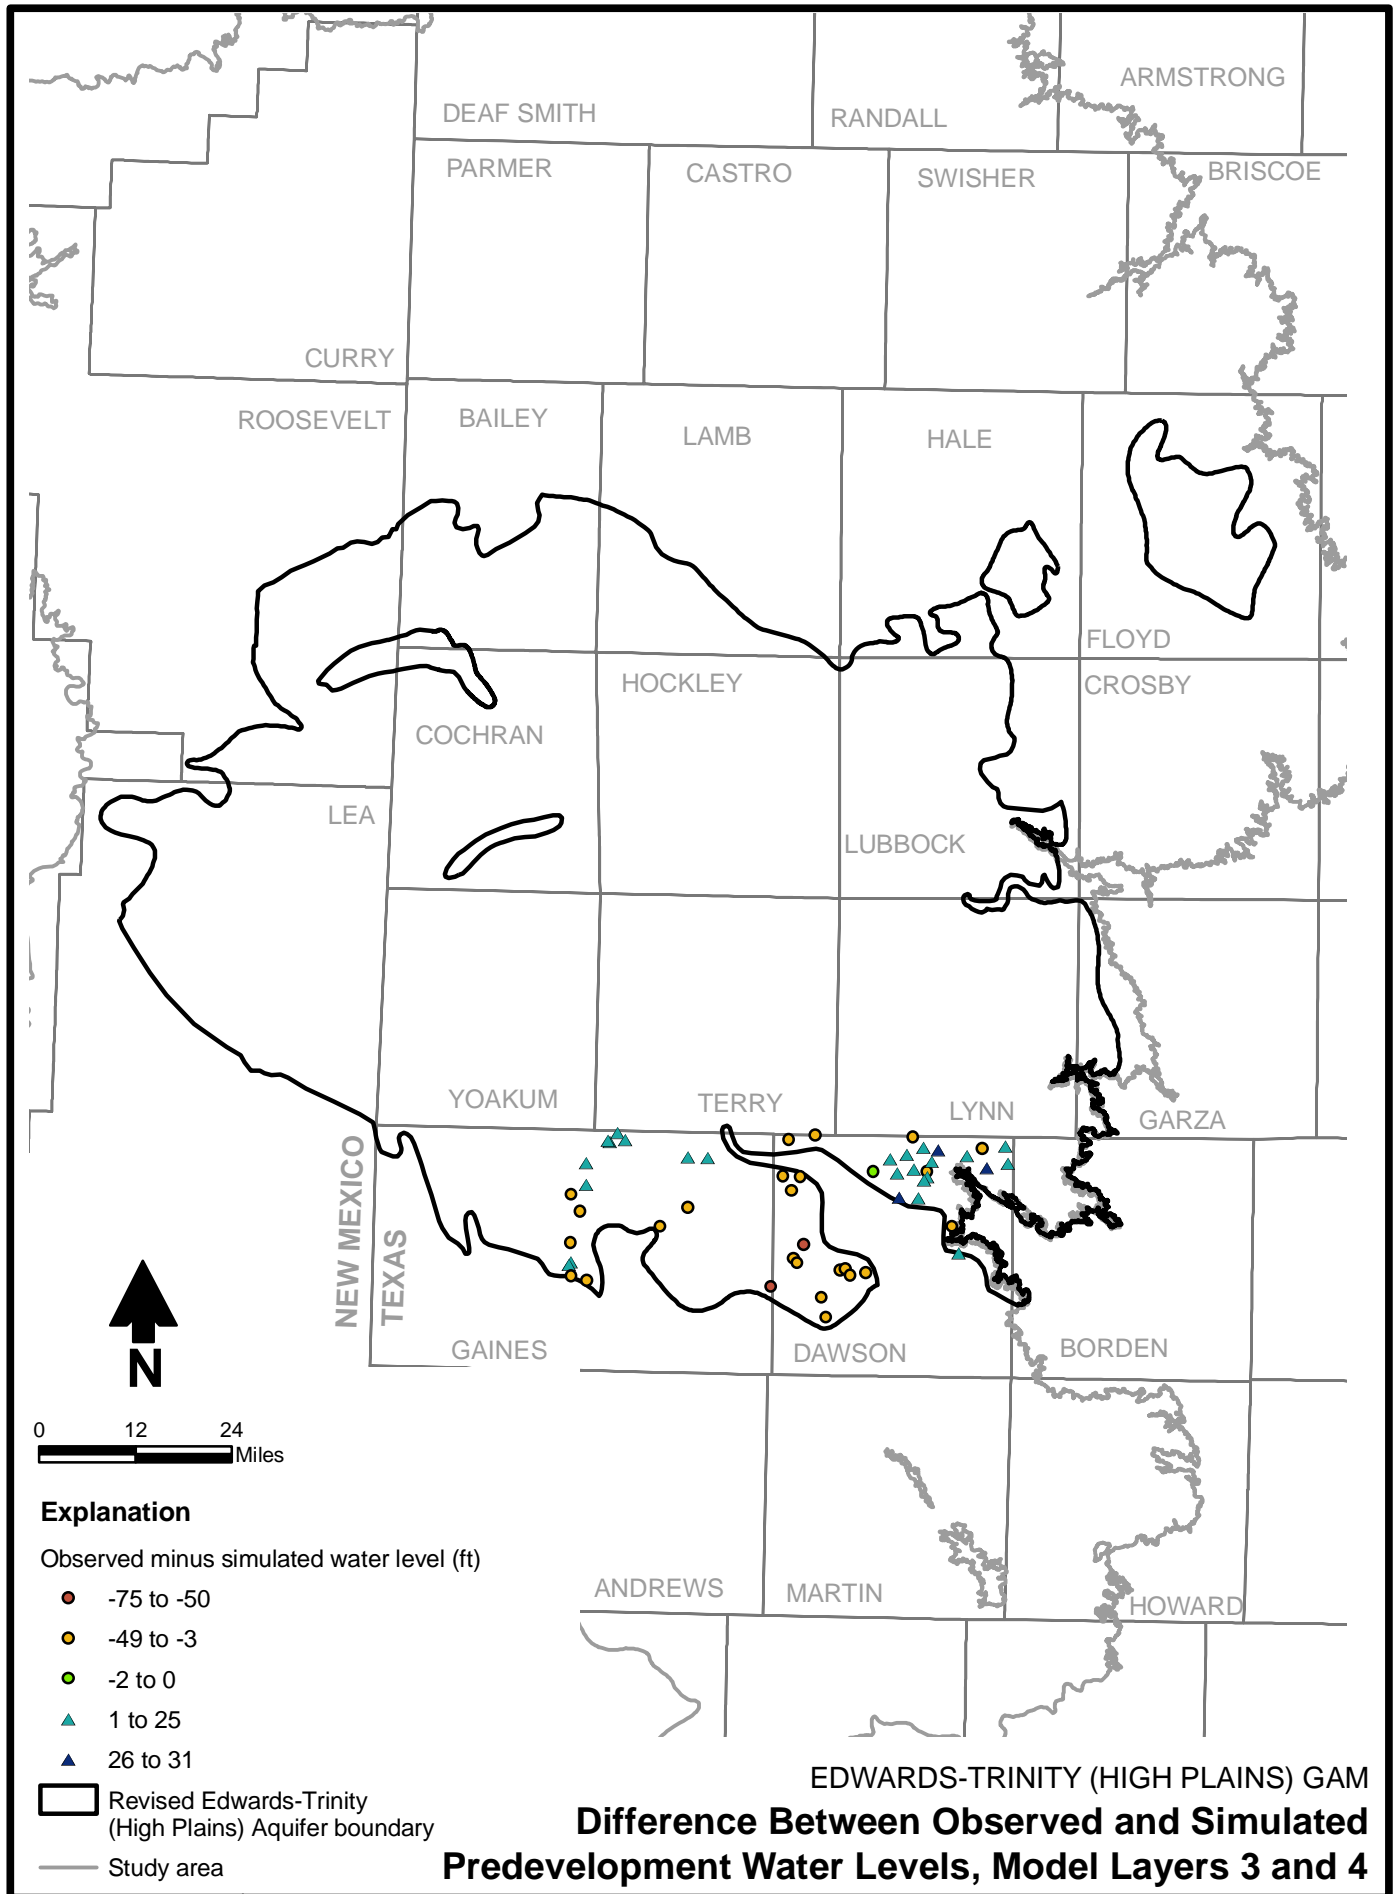 ARMSTRONG
DEAF SMITH
RANDALL
PARMER
CASTRO
SWISHER
BRISCOE
CURRY
ROOSEVELT
BAILEY
LAMB
HALE
FLOYD
HOCKLEY
CROSBY
COCHRAN
LEA
LUBBOCK
YOAKUM
TERRY
LYNN
GARZA
NEW MEXICO
TEXAS
GAINES
DAWSON
BORDEN
N
0 12 24
Miles
ANDREWS
MARTIN
HOWARD
Explanation
Observed minus simulated water level (ft)
-75 to -50
-49 to -3
-2 to 0
1 to 25
26 to 31
Revised Edwards-Trinity
(High Plains) Aquifer boundary
Study area
EDWARDS-TRINITY (HIGH PLAINS) GAM
Difference Between Observed and Simulated
Predevelopment Water Levels, Model Layers 3 and 4